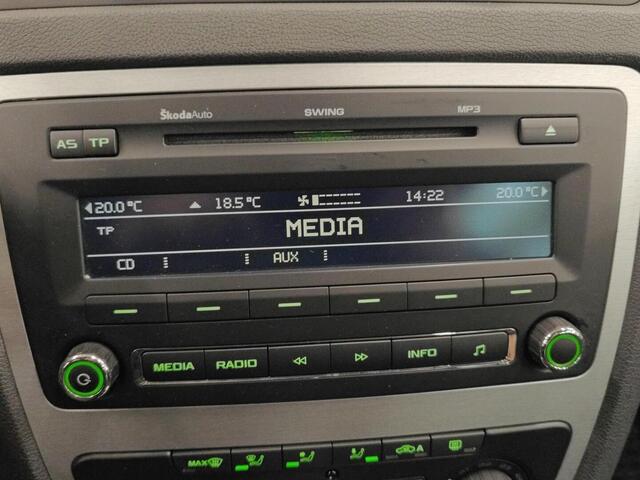 ŠkodaAuto SWING MP3
AS TP
20.0°C 18.5°C 14:22 20.0°C
TP MEDIA
CD AUX
MEDIA RADIO INFO
MAX A